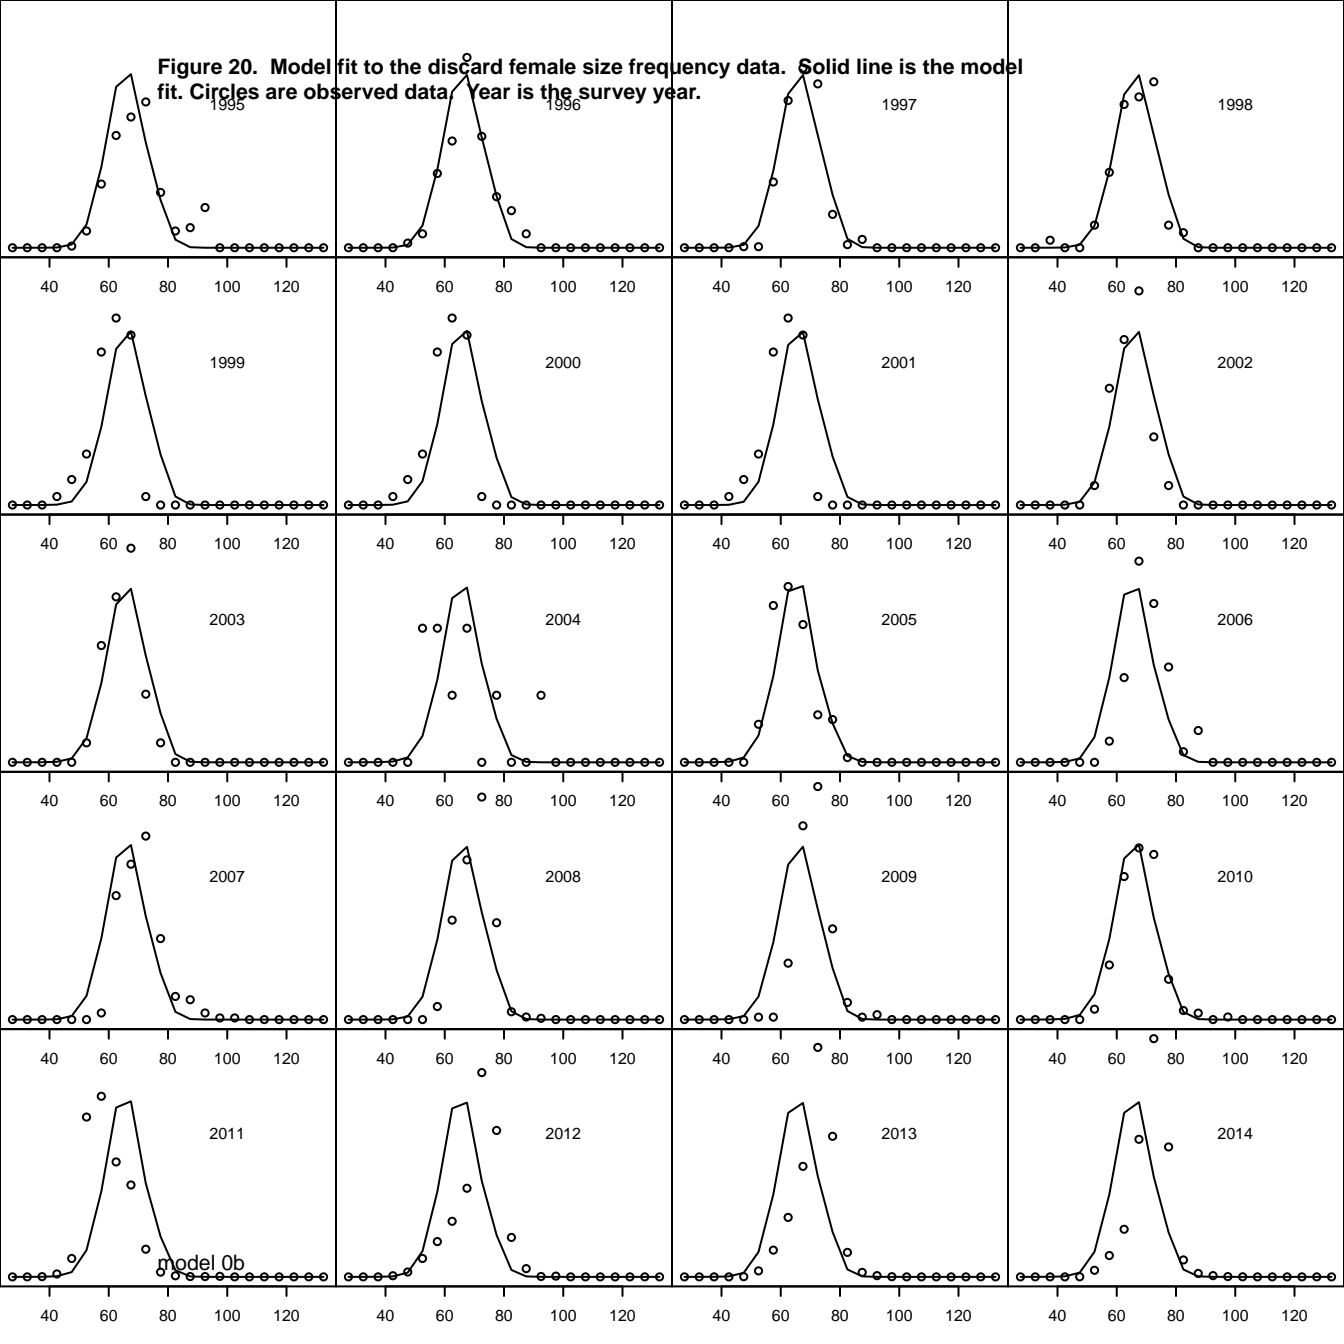 Figure 20.  Model fit to the discard female size frequency data.  Solid line is the model
fit. Circles are observed data.  Year is the survey year.
1995 1996 1997 1998
40 60 80 100 120 40 60 80 100 120 40 60 80 100 120 40 60 80 100 120
1999 2000 2001 2002
40 60 80 100 120 40 60 80 100 120 40 60 80 100 120 40 60 80 100 120
2003 2004 2005 2006
40 60 80 100 120 40 60 80 100 120 40 60 80 100 120 40 60 80 100 120
2007 2008 2009 2010
40 60 80 100 120 40 60 80 100 120 40 60 80 100 120 40 60 80 100 120
2011 2012 2013 2014
model 0b
40 60 80 100 120 40 60 80 100 120 40 60 80 100 120 40 60 80 100 120